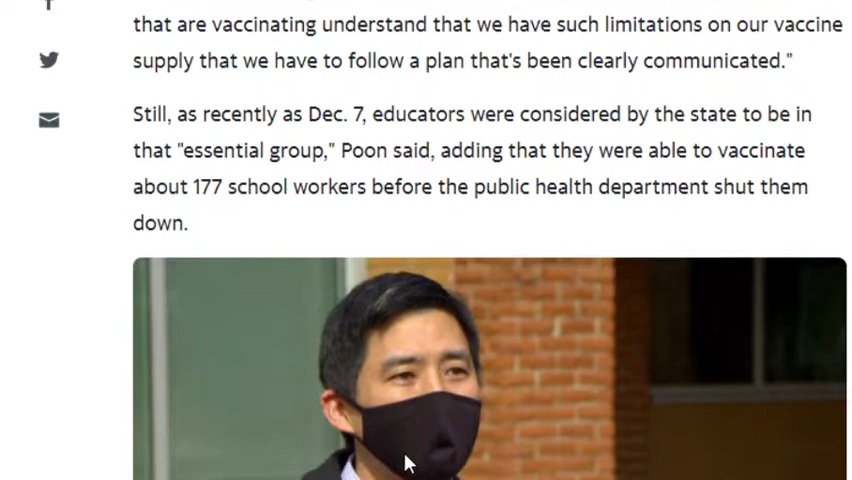 that are vaccinating understand that we have such limitations on our vaccine
supply that we have to follow a plan that's been clearly communicated."
Still, as recently as Dec. 7, educators were considered by the state to be in
that "essential group," Poon said, adding that they were able to vaccinate
about 177 school workers before the public health department shut them
down.